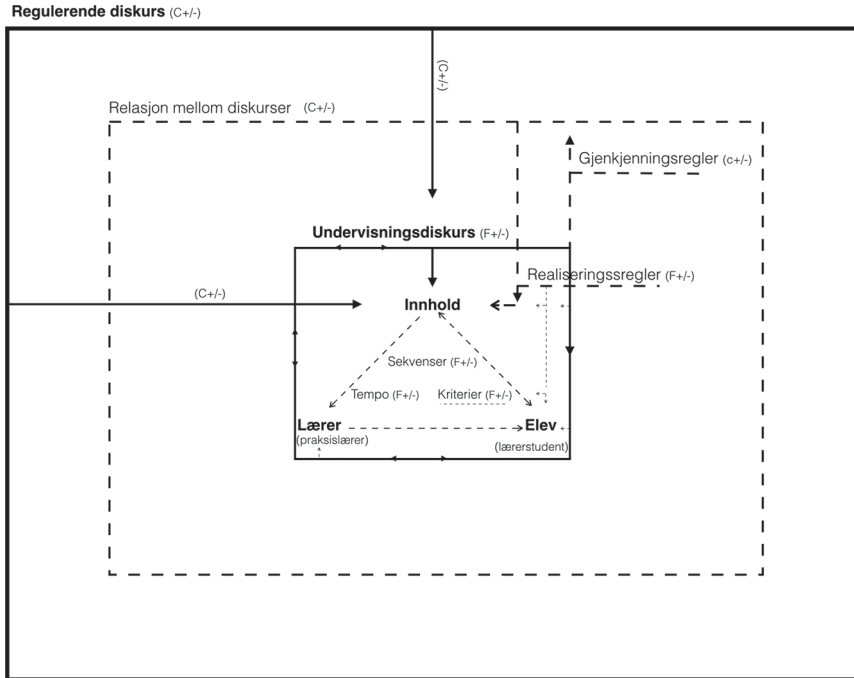 Regulerende diskurs (C+/-)
(C+/-)
Relasjon mellom diskurser (C+/-)
Gjenkjenningsregler (c+/-)
Undervisningsdiskurs (F+/-)
Realiseringssregler (F+/-)
(C+/-)
Innhold
Sekvenser (F+/-)
Tempo (F+/-) Kriterier (F+/-)
Lærer Elev
(praksislærer) (lærerstudent)